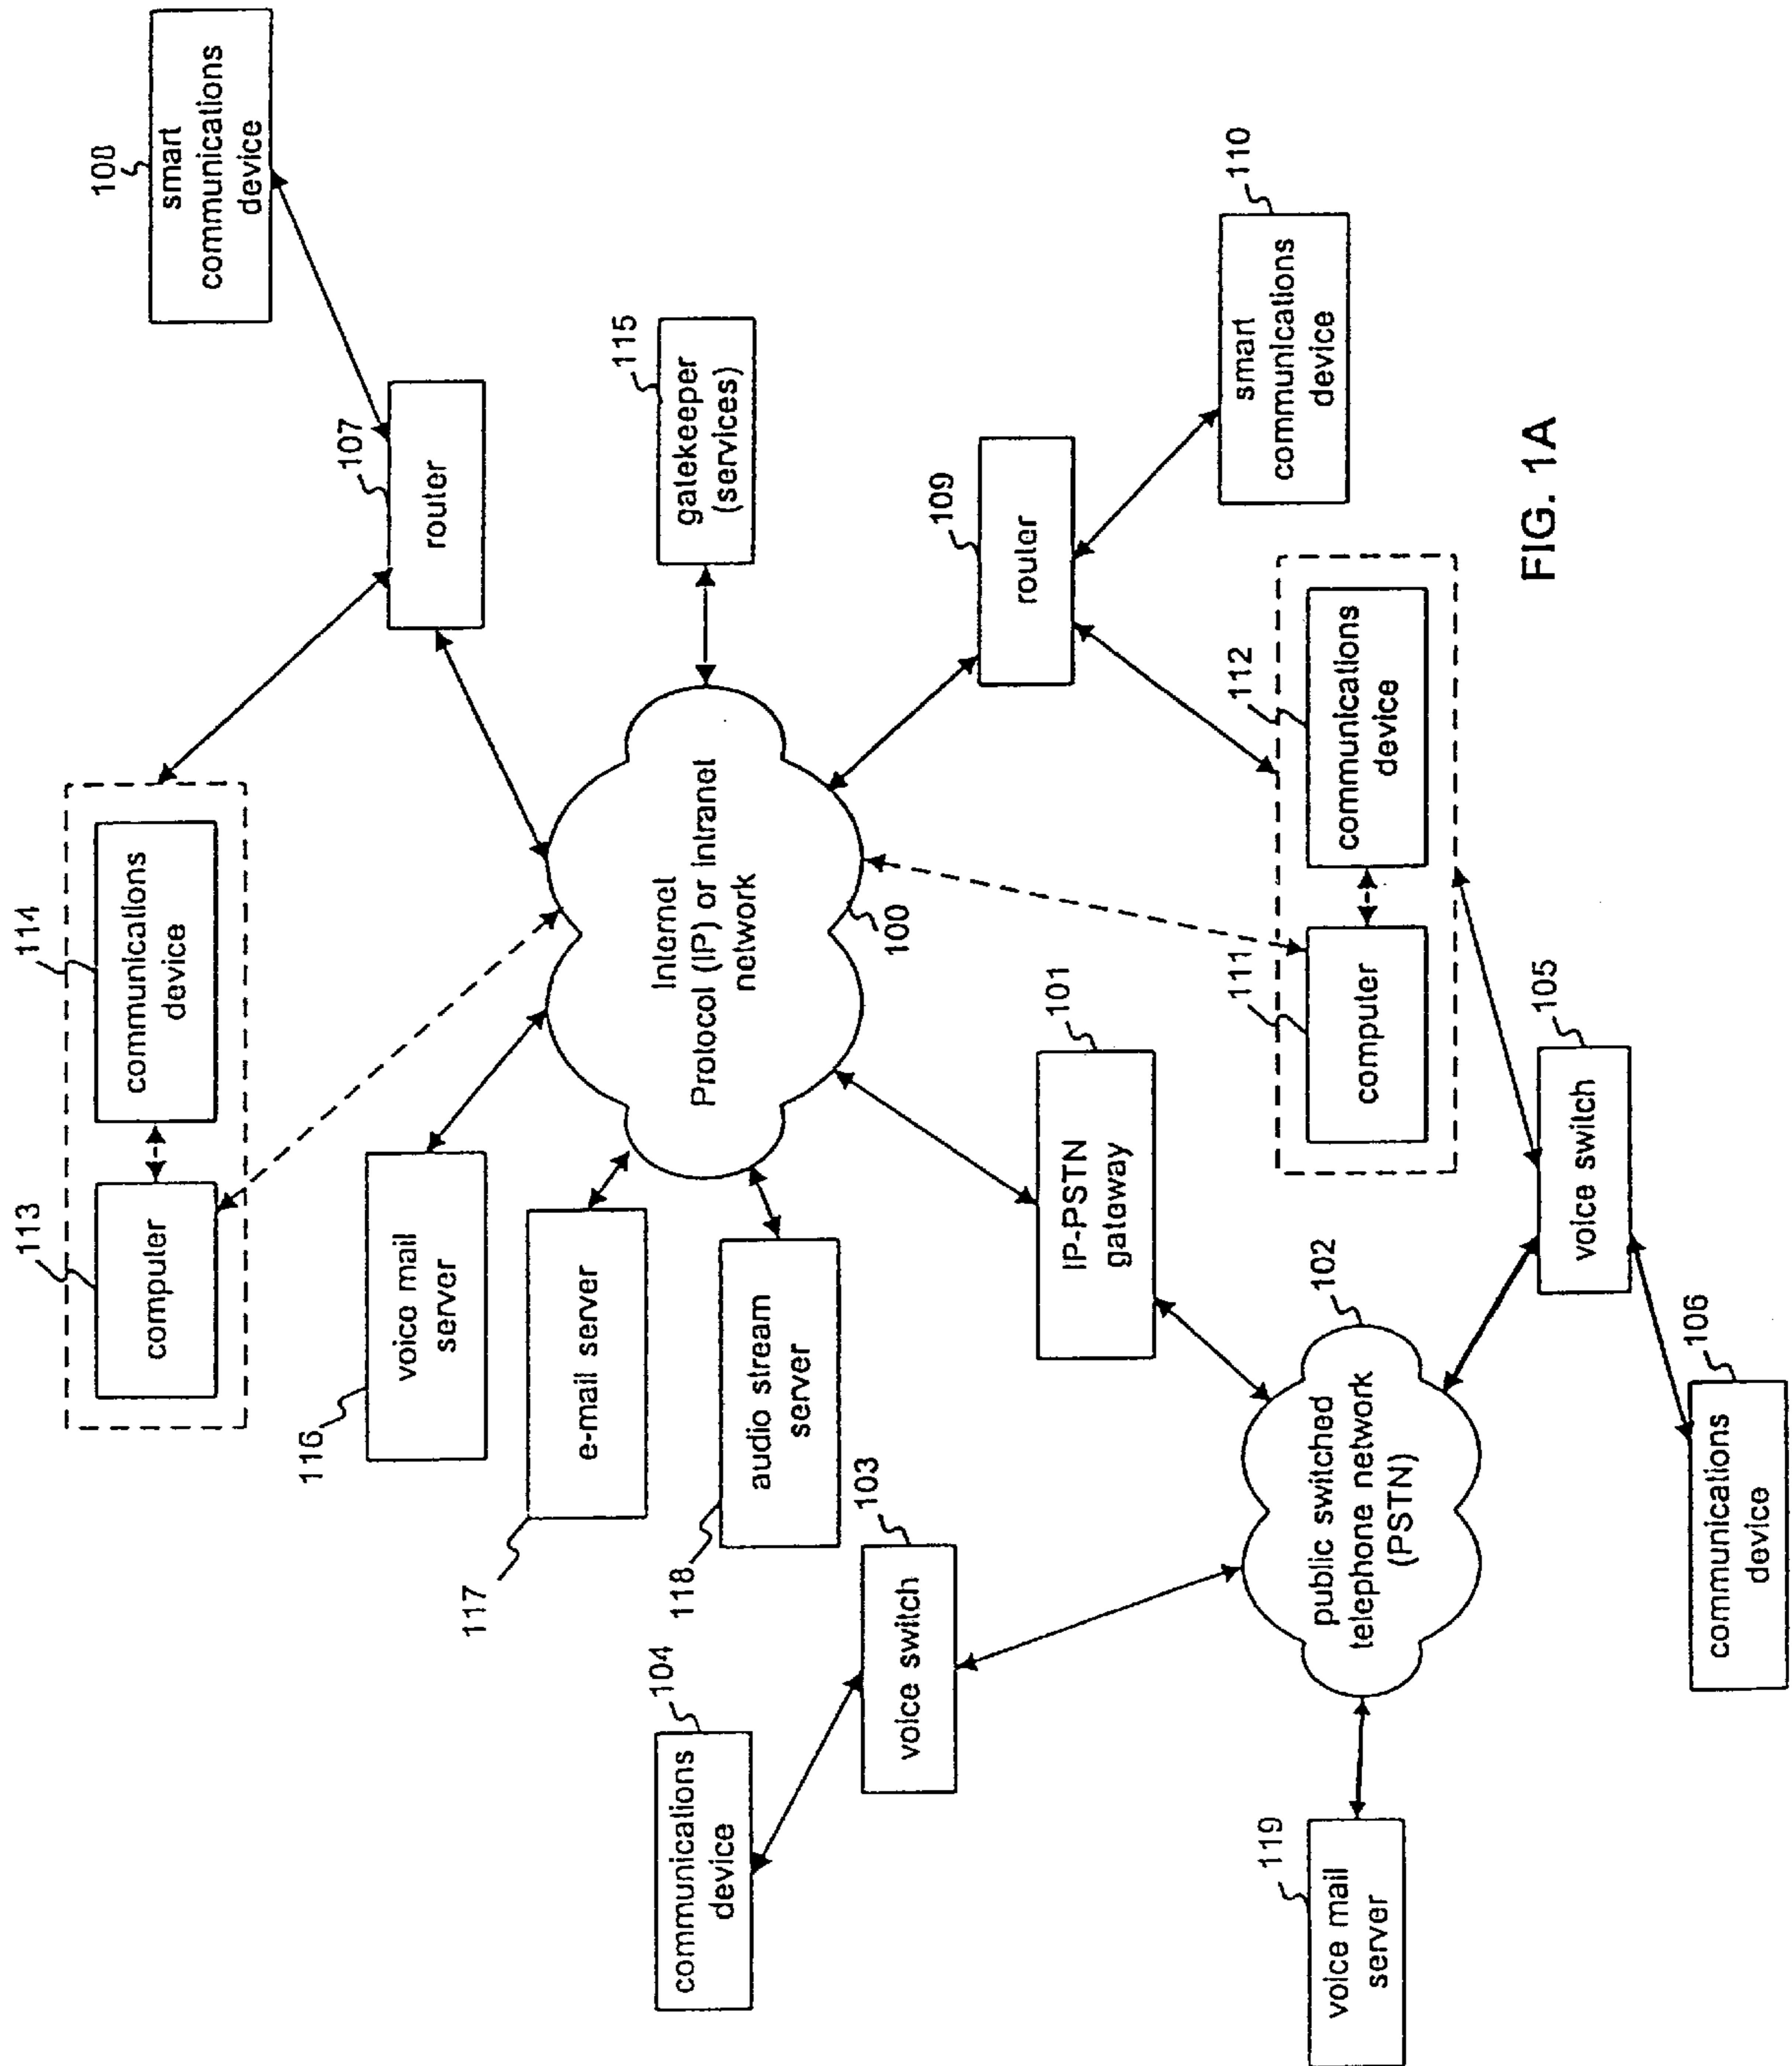 108
smart
communications
device
113
computer
114
communications
device
107
router
116
voice mail
server
117
e-mail server
118
audio stream
server
Internet
Protocol (IP) or intranet
network
100
115
gatekeeper
(services)
104
communications
device
103
voice switch
101
IP-PSTN
gateway
109
router
110
smart
communications
device
119
voice mail
server
102
public switched
telephone network
(PSTN)
111
computer
112
communications
device
105
voice switch
106
communications
device
FIG. 1A